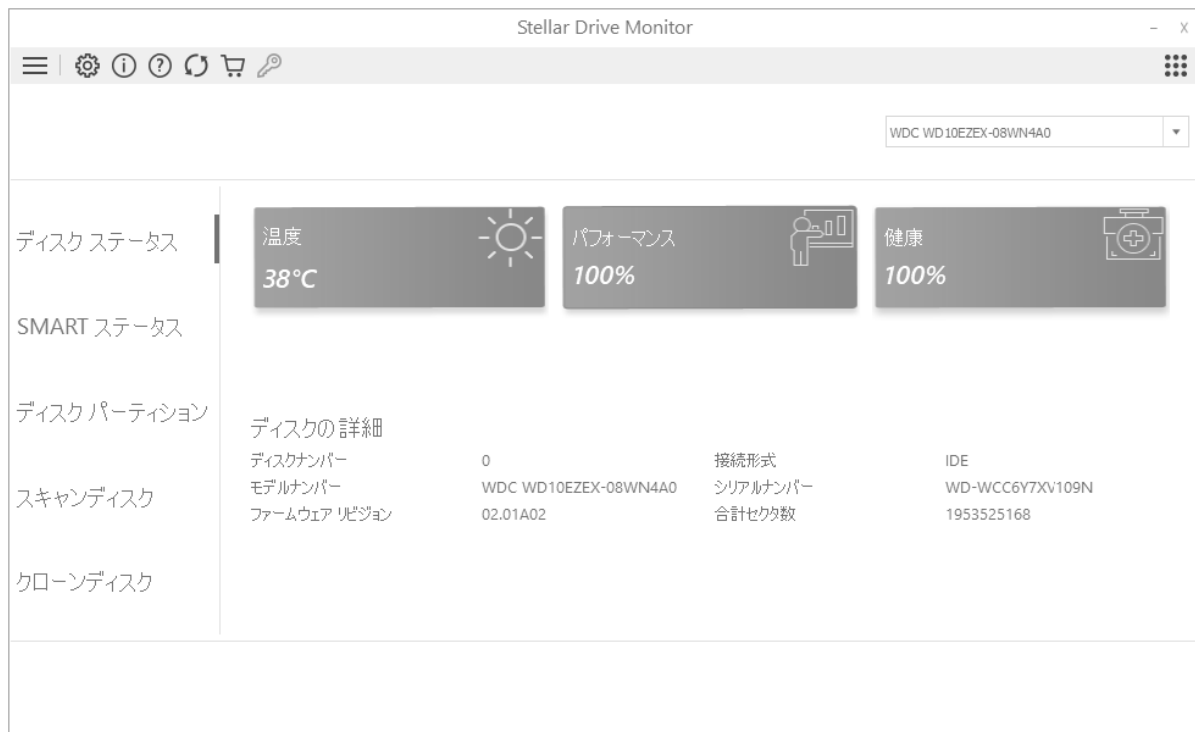 Stellar Drive Monitor
WDC WD10EZEX-08WN4A0
ディスク ステータス
SMART ステータス
ディスク パーティション
スキャンディスク
クローンディスク
温度
38°C
パフォーマンス
100%
健康
100%
ディスクの詳細
ディスクナンバー 0 接続形式 IDE
モデルナンバー WDC WD10EZEX-08WN4A0 シリアルナンバー WD-WCC6Y7XV109N
ファームウェア リビジョン 02.01A02 合計セクタ数 1953525168